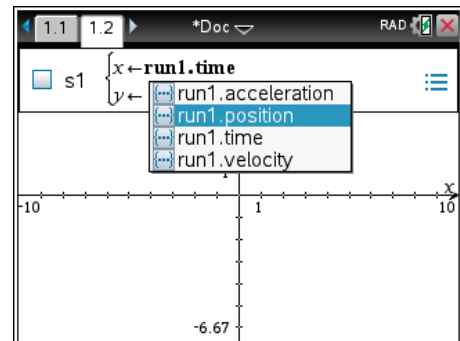 1.1 1.2 *Doc RAD
s1 x←run1.time
y←
run1.acceleration
run1.position
run1.time
run1.velocity
x
-10 1 10
-6.67